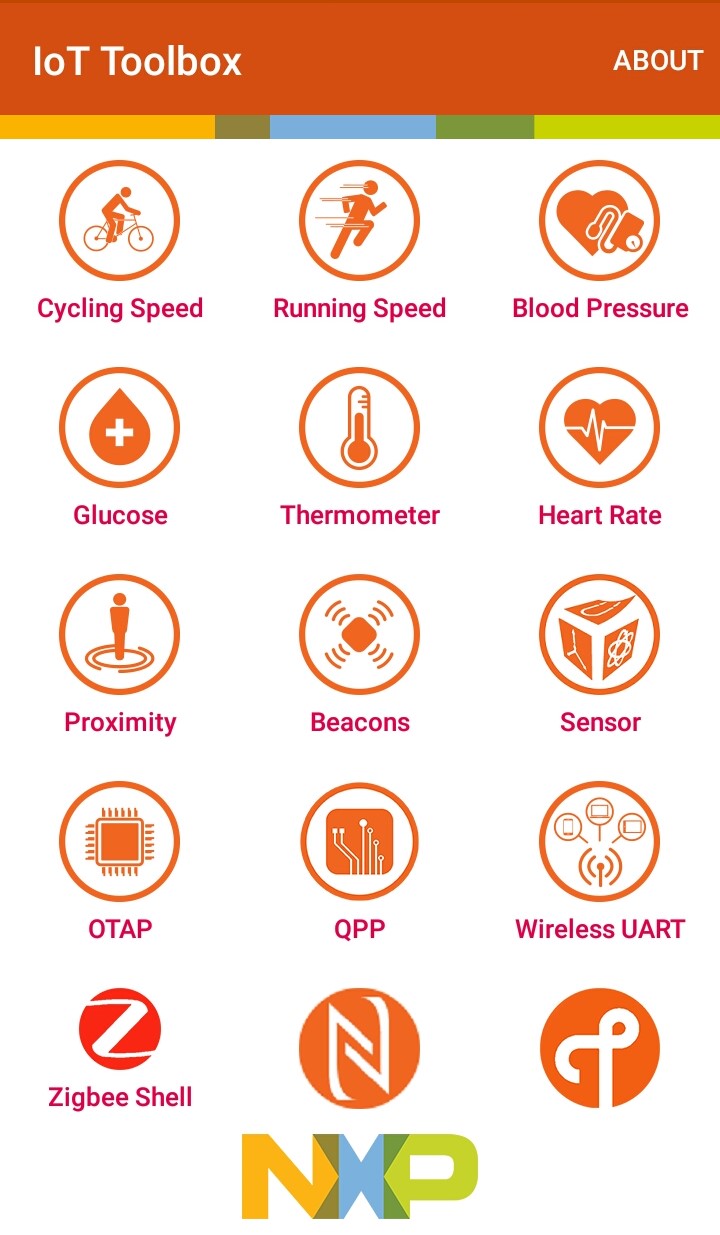 IoT Toolbox
ABOUT
Cycling Speed
Running Speed
Blood Pressure
Glucose
Thermometer
Heart Rate
Proximity
Beacons
Sensor
OTAP
QPP
Wireless UART
Zigbee Shell
NXP